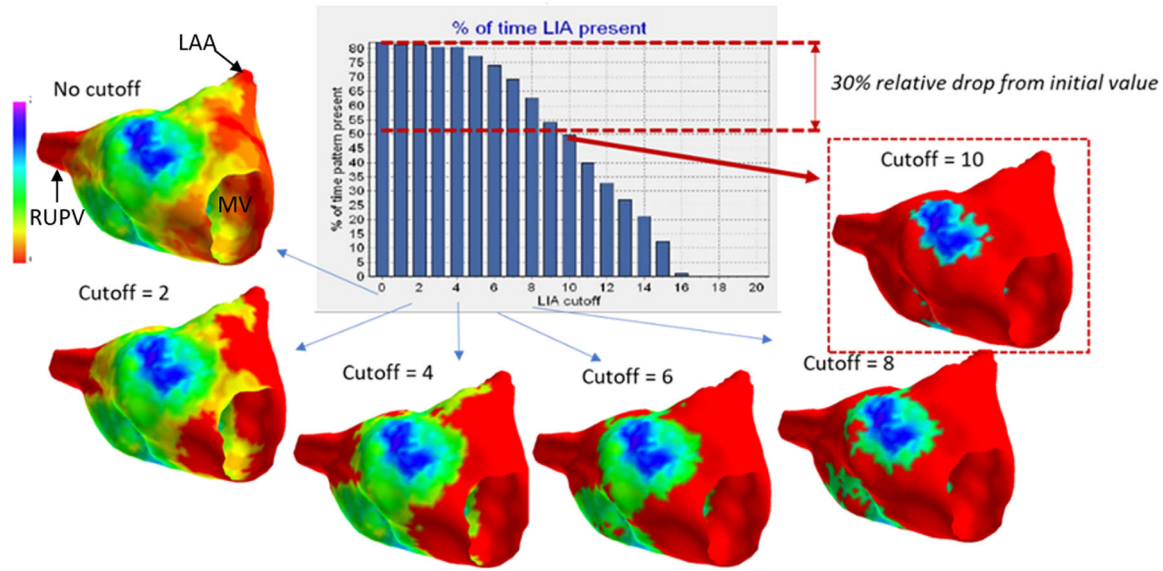 LAA
No cutoff
RUPV
MV
% of time LIA present
% of time pattern present
80
75
70
65
60
55
50
45
40
35
30
25
20
15
10
5
0
0 2 4 6 8 10 12 14 16 18 20
LIA cutoff
30% relative drop from initial value
Cutoff = 10
Cutoff = 2
Cutoff = 4
Cutoff = 6
Cutoff = 8